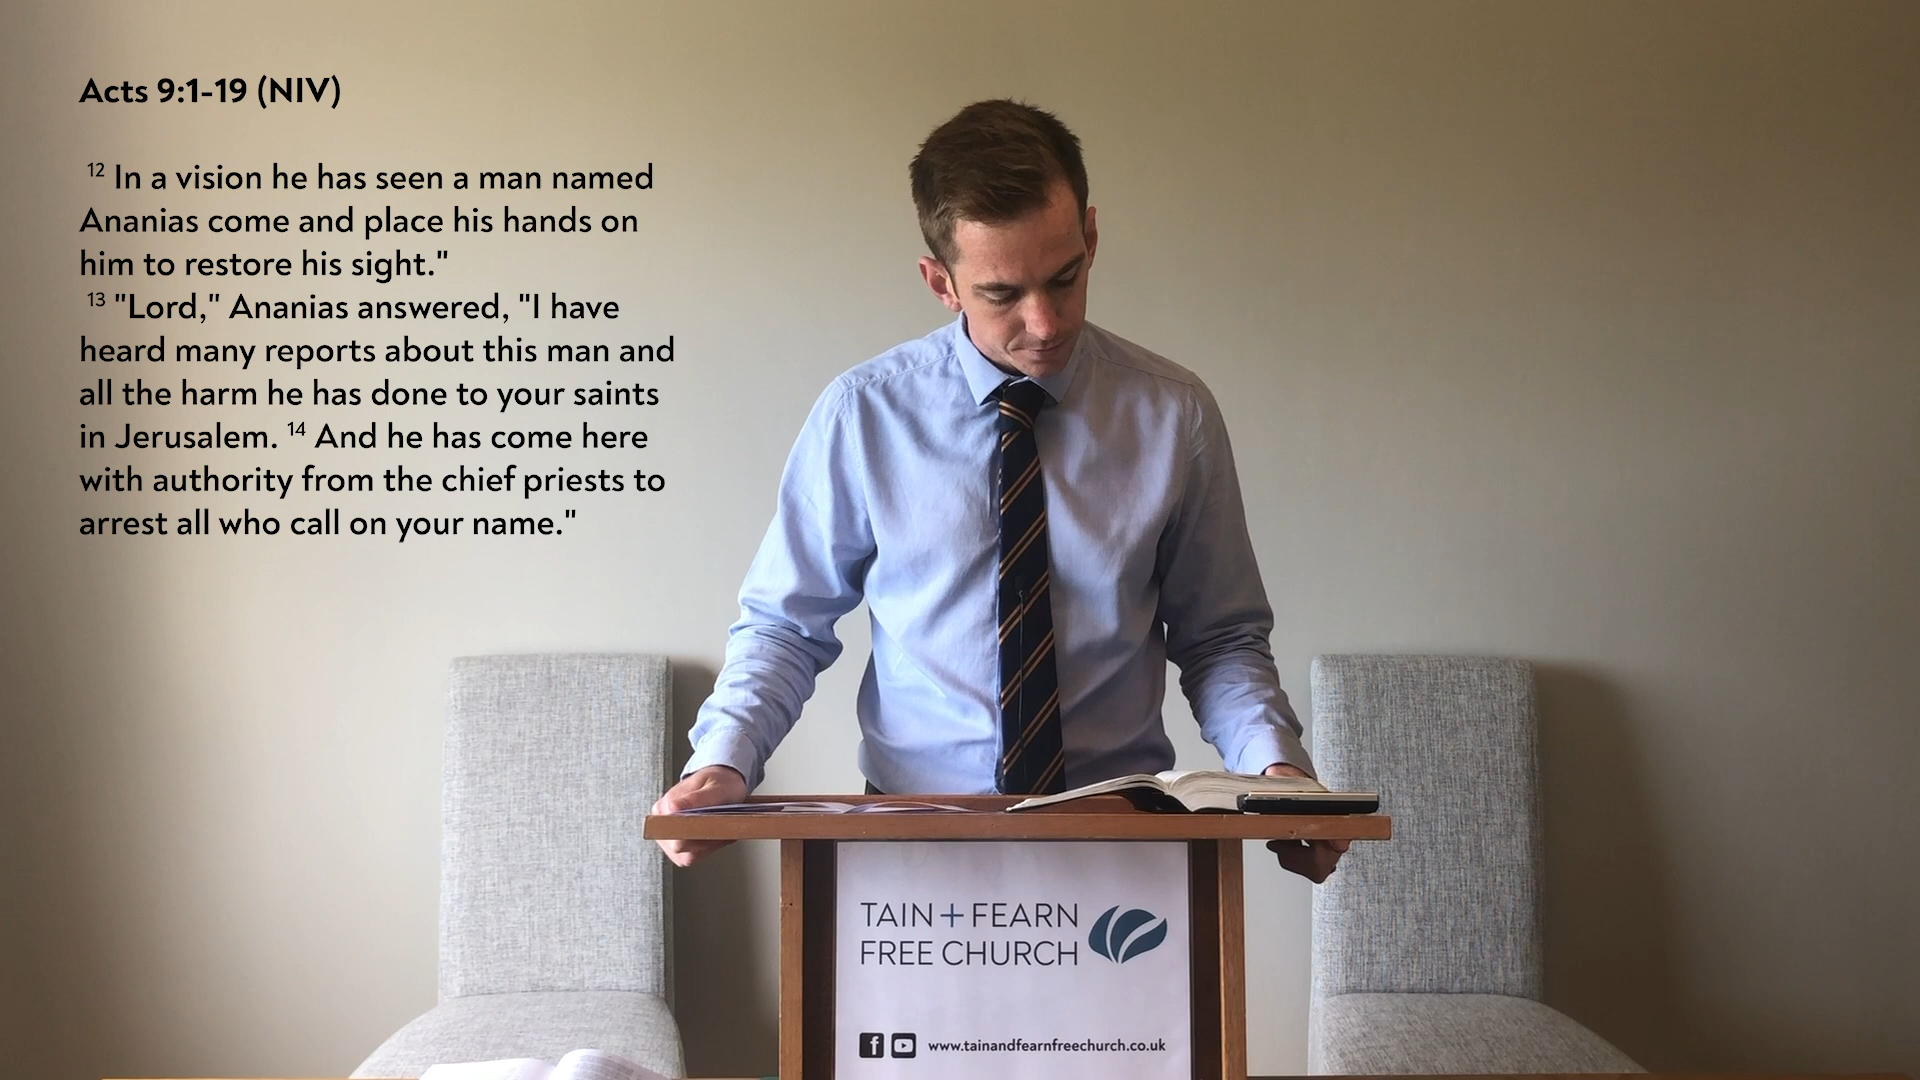 Acts 9:1-19 (NIV)
12 In a vision he has seen a man named
Ananias come and place his hands on
him to restore his sight."
13 "Lord," Ananias answered, "I have
heard many reports about this man and
all the harm he has done to your saints
in Jerusalem. 14 And he has come here
with authority from the chief priests to
arrest all who call on your name."
TAIN + FEARN
FREE CHURCH
f
www.tainandfearnfreechurch.co.uk